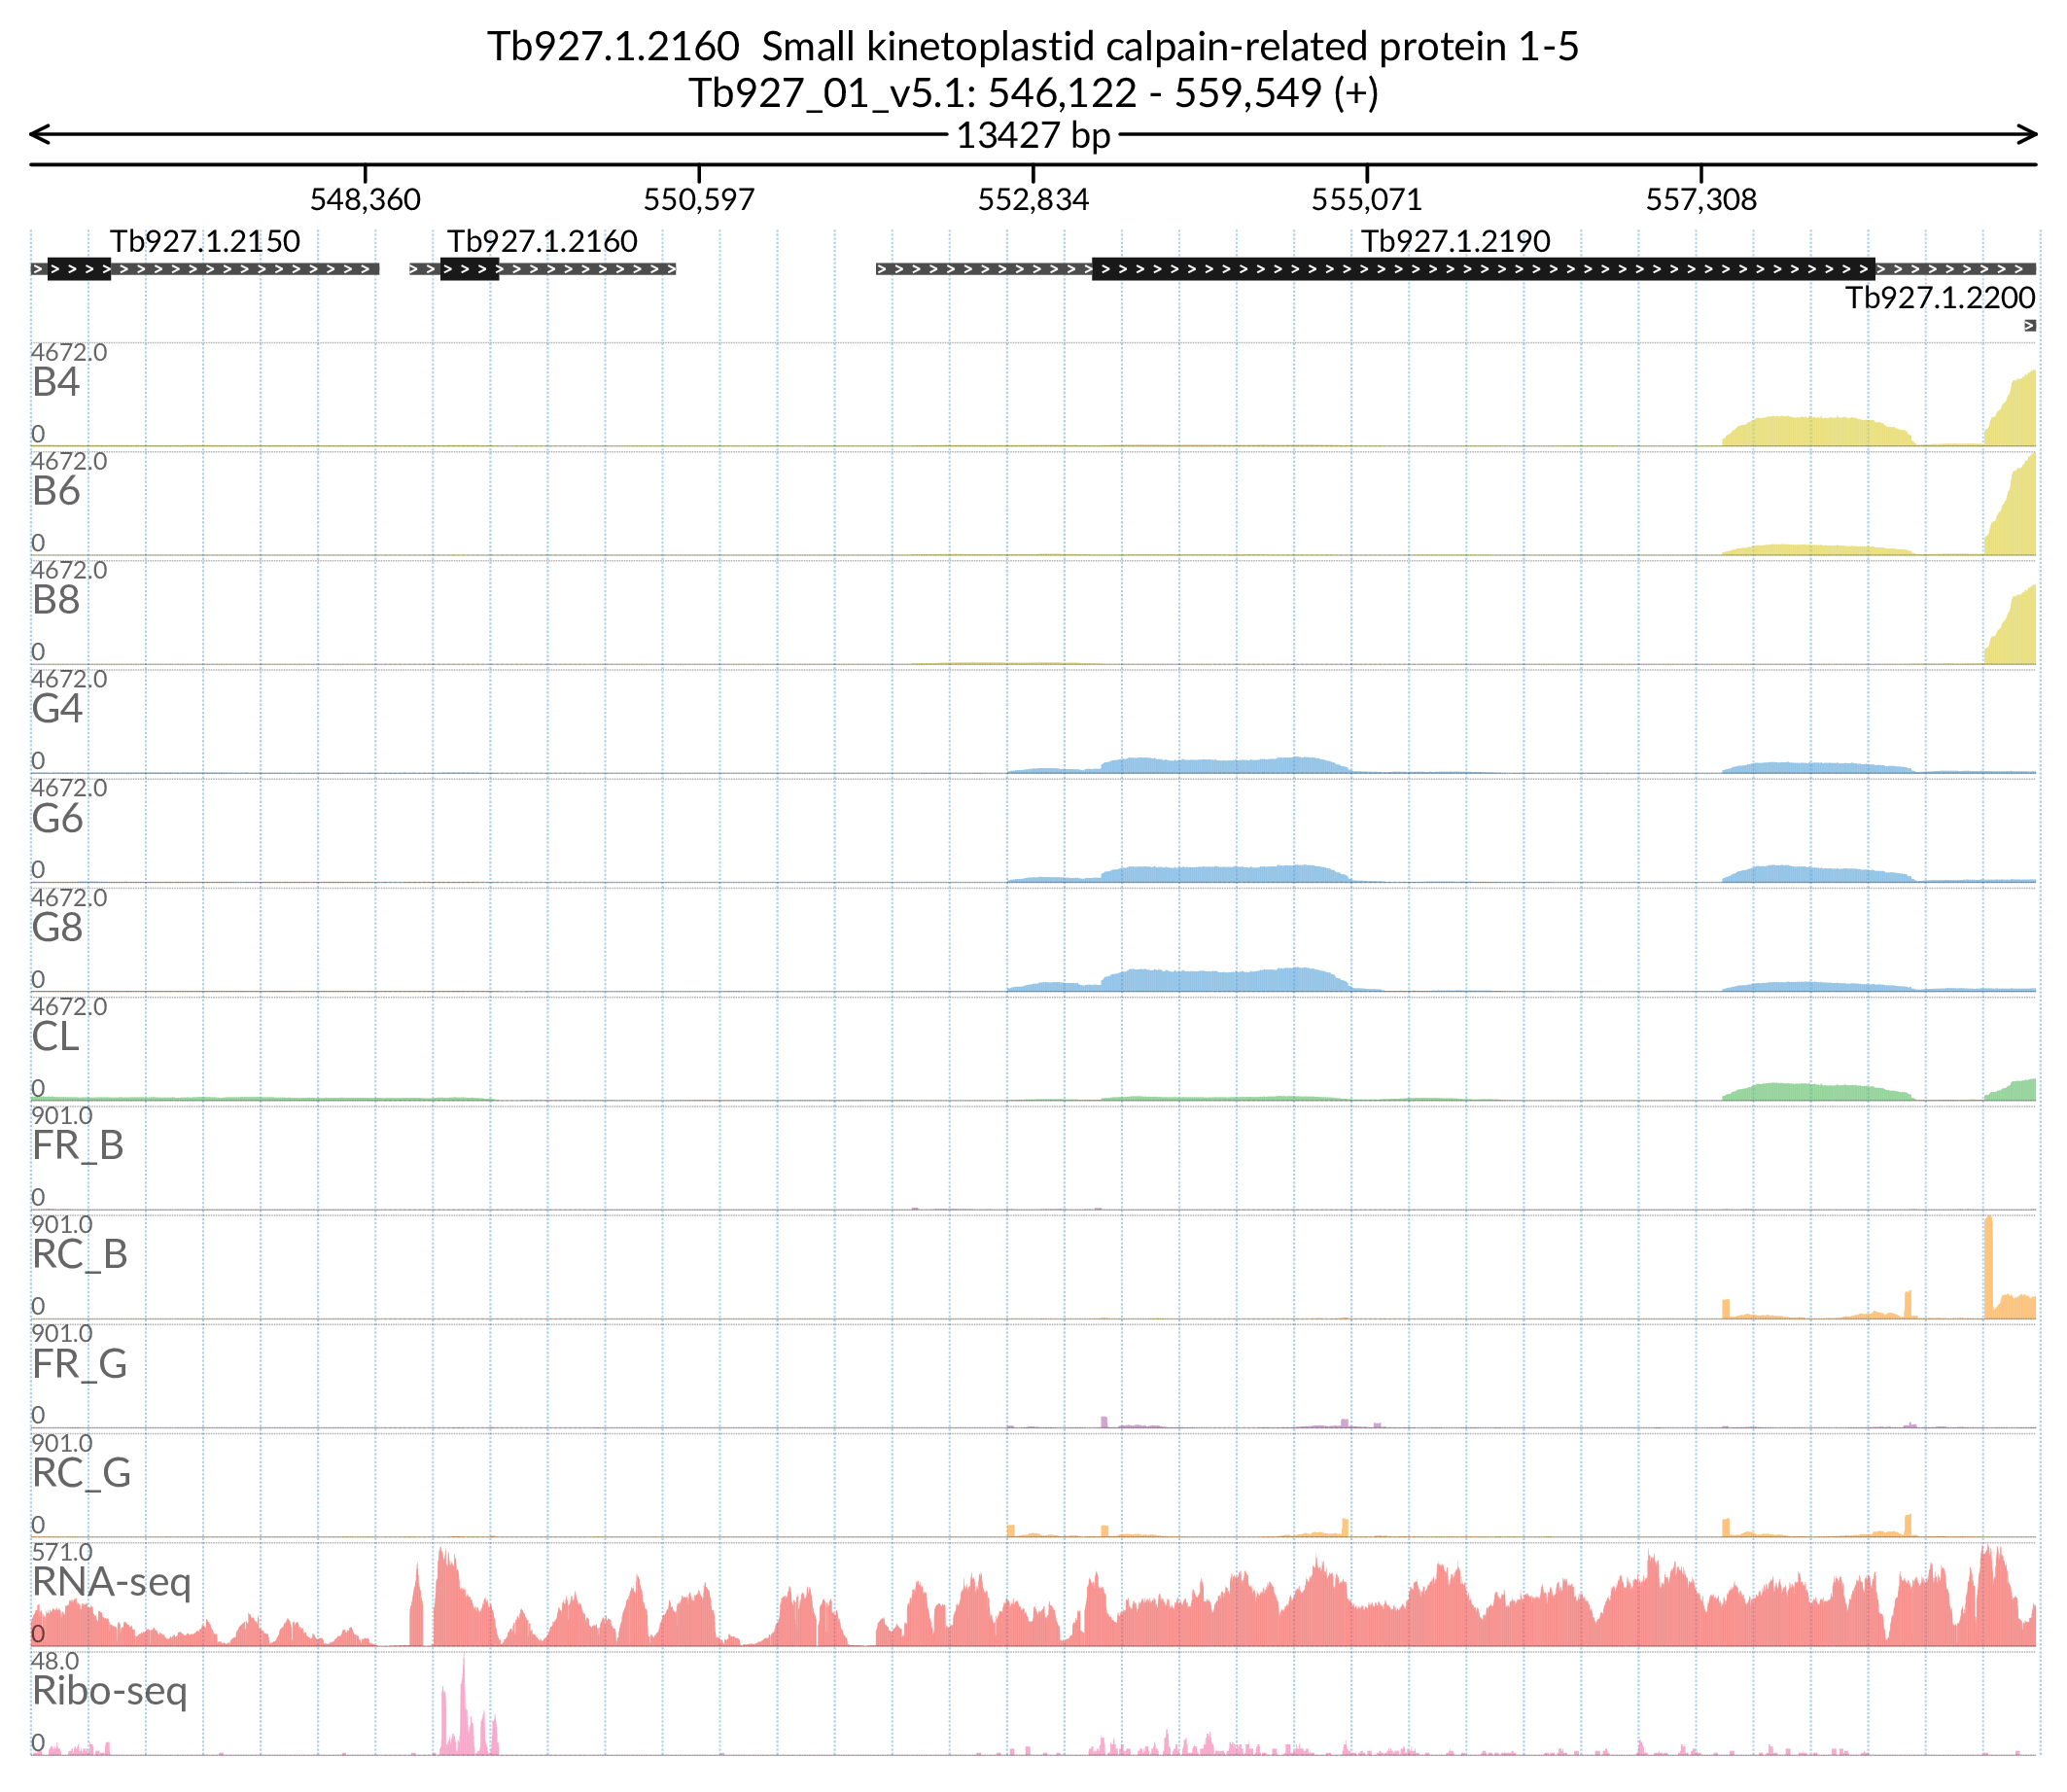 Tb927.1.2160 Small kinetoplastid calpain-related protein 1-5
Tb927_01_v5.1: 546,122 - 559,549 (+)
13427 bp
548,360 550,597 552,834 555,071 557,308
Tb927.1.2150 Tb927.1.2160 Tb927.1.2190
Tb927.1.2200
4672.0
B4
0
4672.0
B6
0
4672.0
B8
0
4672.0
G4
0
4672.0
G6
0
4672.0
G8
0
4672.0
CL
0
901.0
FR_B
0
901.0
RC_B
0
901.0
FR_G
0
901.0
RC_G
0
571.0
RNA-seq
0
48.0
Ribo-seq
0